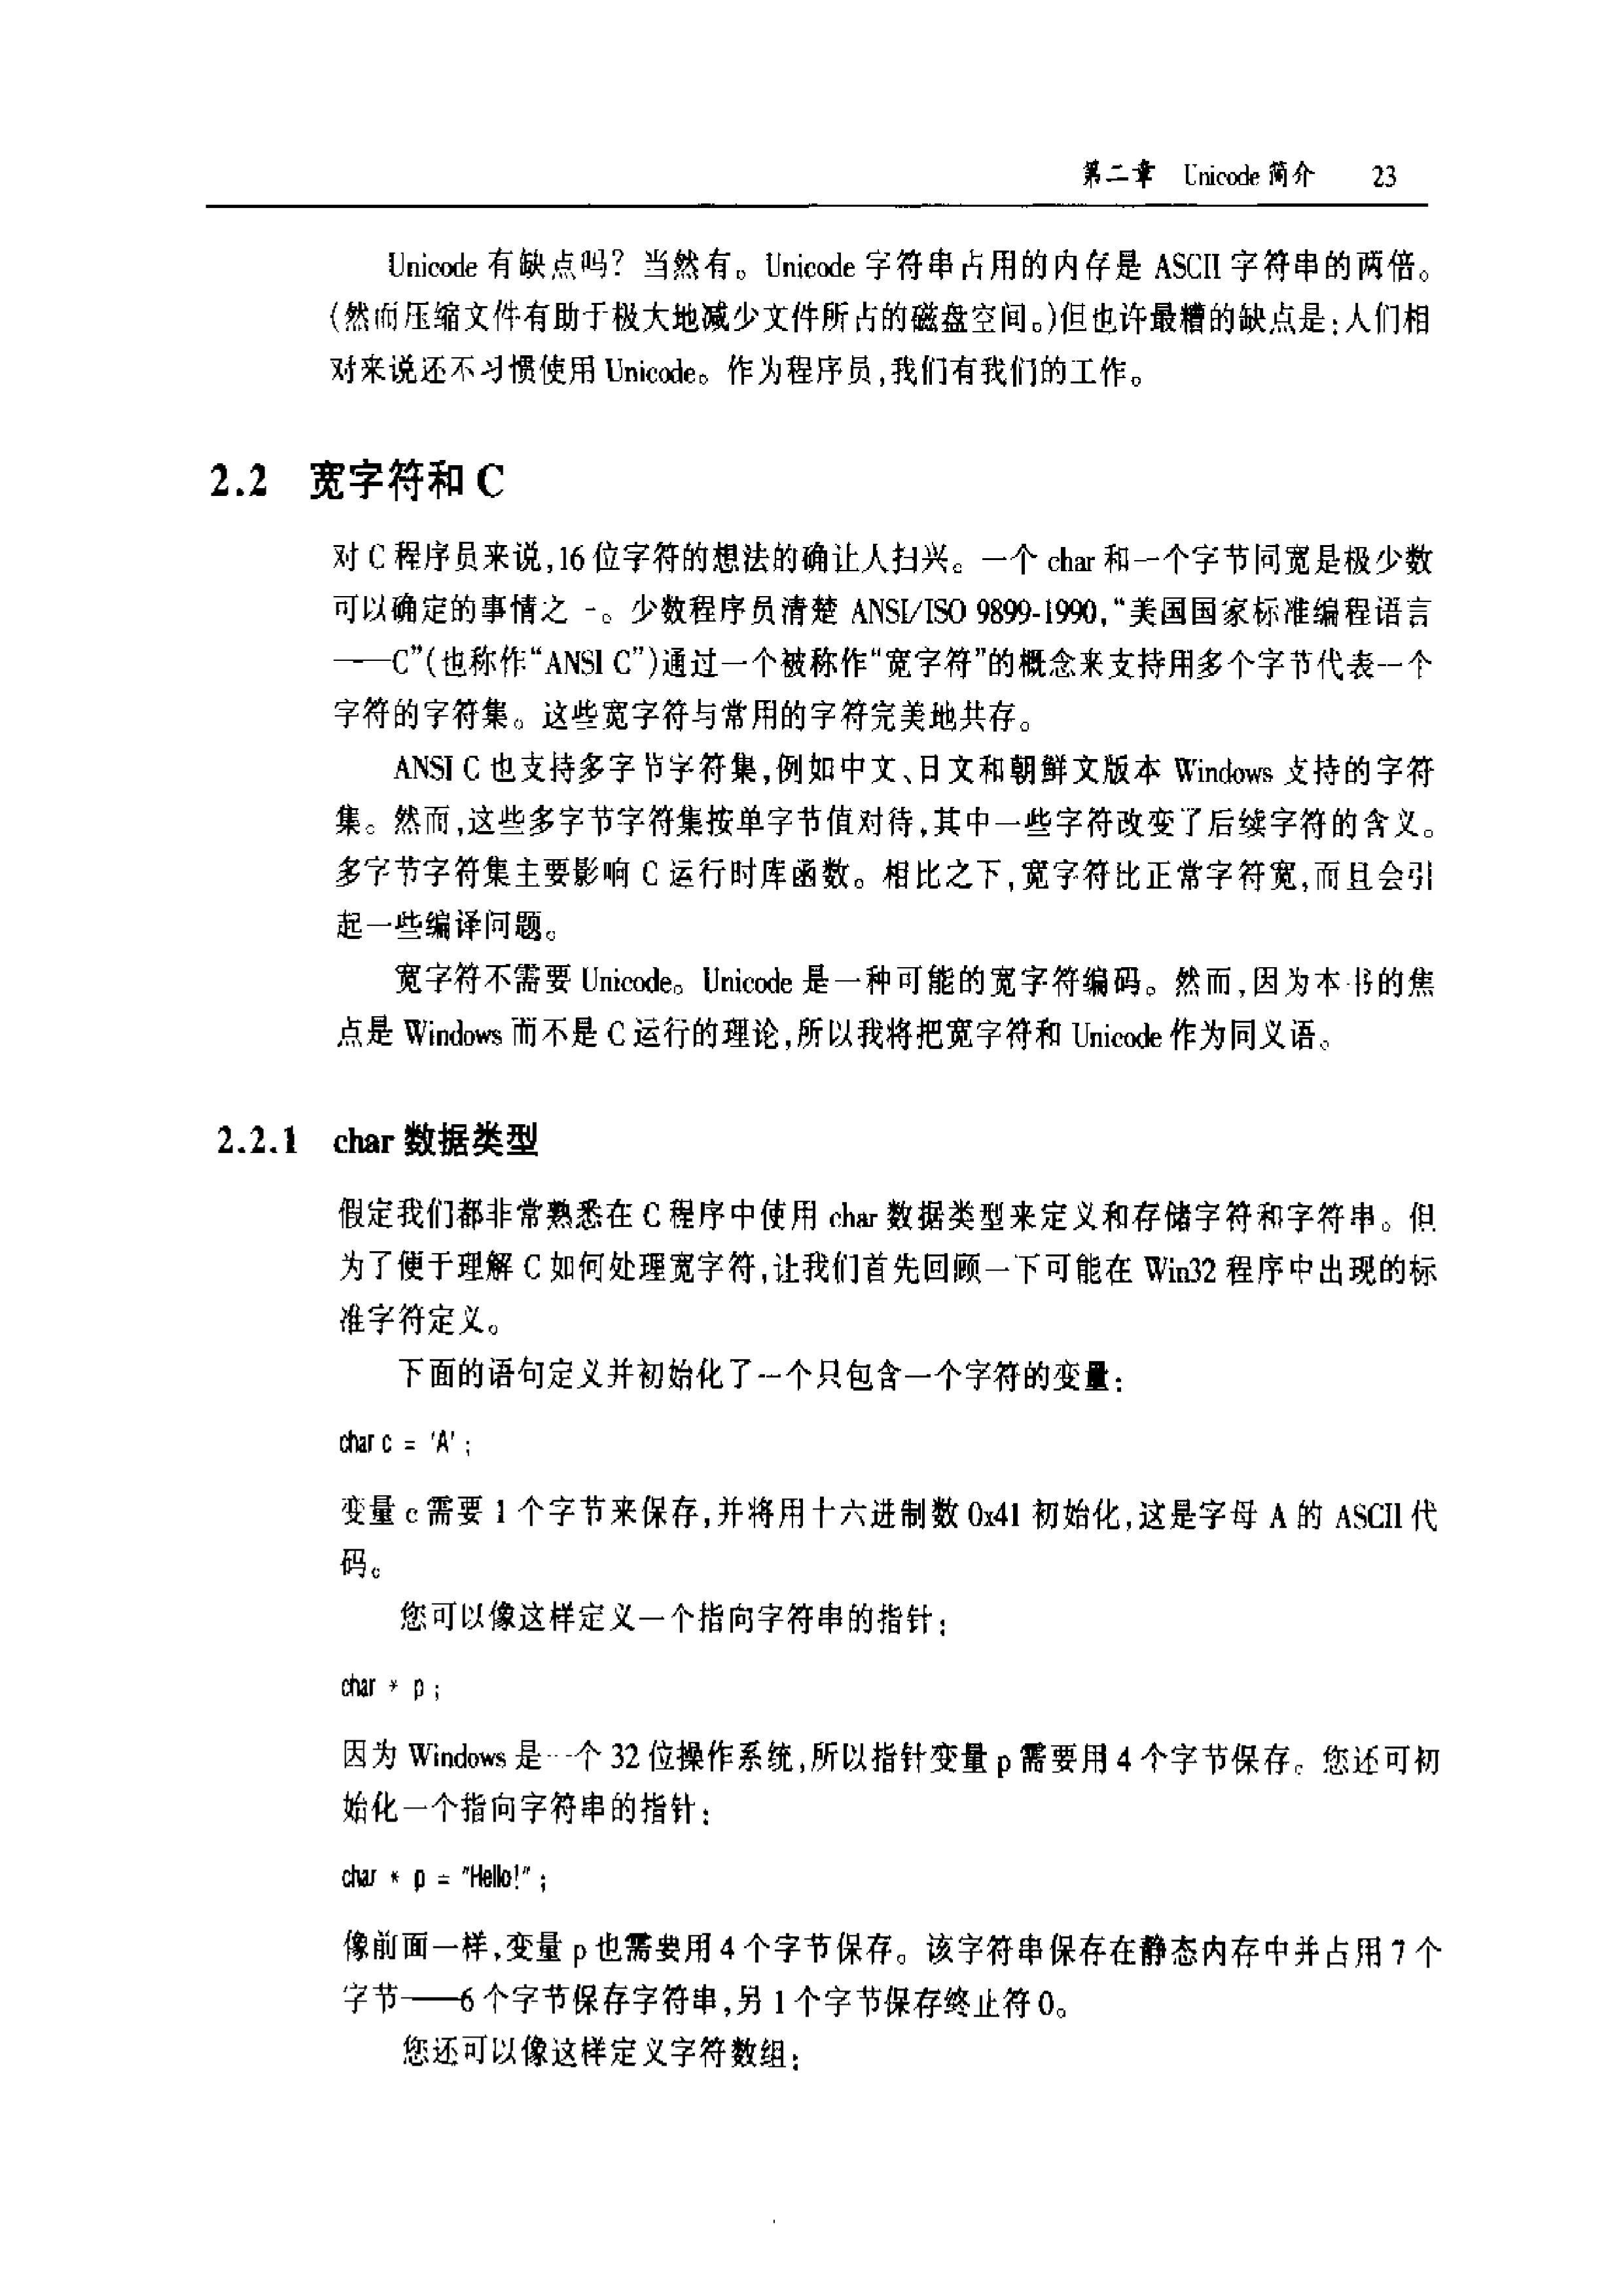 第二章 Unicode 简介 23
Unicode 有缺点吗？当然有。Unicode 字符串占用的内存是 ASCII 字符串的两倍。
(然而压缩文件有助于极大地减少文件所占的磁盘空间。)但也许最糟的缺点是：人们相
对来说还不习惯使用 Unicode。作为程序员，我们有我们的工作。
2.2 宽字符和 C
对 C 程序员来说，16 位字符的想法的确让人扫兴。一个 char 和一个字节同宽是极少数
可以确定的事情之一。少数程序员清楚 ANSI/ISO 9899-1990，“美国国家标准编程语言
——C”(也称作“ANSI C”)通过一个被称作“宽字符”的概念来支持用多个字节代表一个
字符的字符集。这些宽字符与常用的字符完美地共存。
ANSI C 也支持多字节字符集，例如中文、日文和朝鲜文版本 Windows 支持的字符
集。然而，这些多字节字符集按单字节值对待，其中一些字符改变了后续字符的含义。
多字节字符集主要影响 C 运行时库函数。相比之下，宽字符比正常字符宽，而且会引
起一些编译问题。
宽字符不需要 Unicode。Unicode 是一种可能的宽字符编码。然而，因为本书的焦
点是 Windows 而不是 C 运行的理论，所以我将把宽字符和 Unicode 作为同义语。
2.2.1 char 数据类型
假定我们都非常熟悉在 C 程序中使用 char 数据类型来定义和存储字符和字符串。但
为了便于理解 C 如何处理宽字符，让我们首先回顾一下可能在 Win32 程序中出现的标
准字符定义。
下面的语句定义并初始化了一个只包含一个字符的变量：
char c = 'A' ;
变量 c 需要 1 个字节来保存，并将用十六进制数 0x41 初始化，这是字母 A 的 ASCII 代
码。
您可以像这样定义一个指向字符串的指针：
char * p ;
因为 Windows 是一个 32 位操作系统，所以指针变量 p 需要用 4 个字节保存。您还可初
始化一个指向字符串的指针：
char * p = "Hello!" ;
像前面一样，变量 p 也需要用 4 个字节保存。该字符串保存在静态内存中并占用 7 个
字节——6 个字节保存字符串，另 1 个字节保存终止符 0。
您还可以像这样定义字符数组：